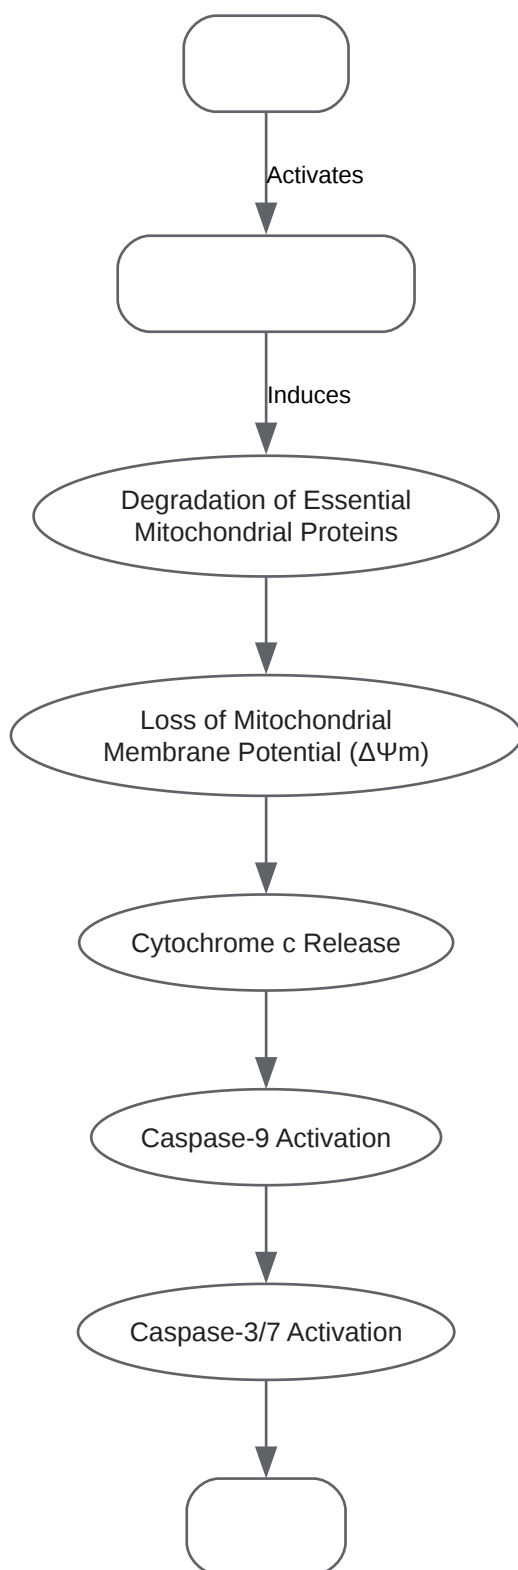 Activates
Induces
Degradation of Essential
Mitochondrial Proteins
Loss of Mitochondrial
Membrane Potential (ΔΨm)
Cytochrome c Release
Caspase-9 Activation
Caspase-3/7 Activation